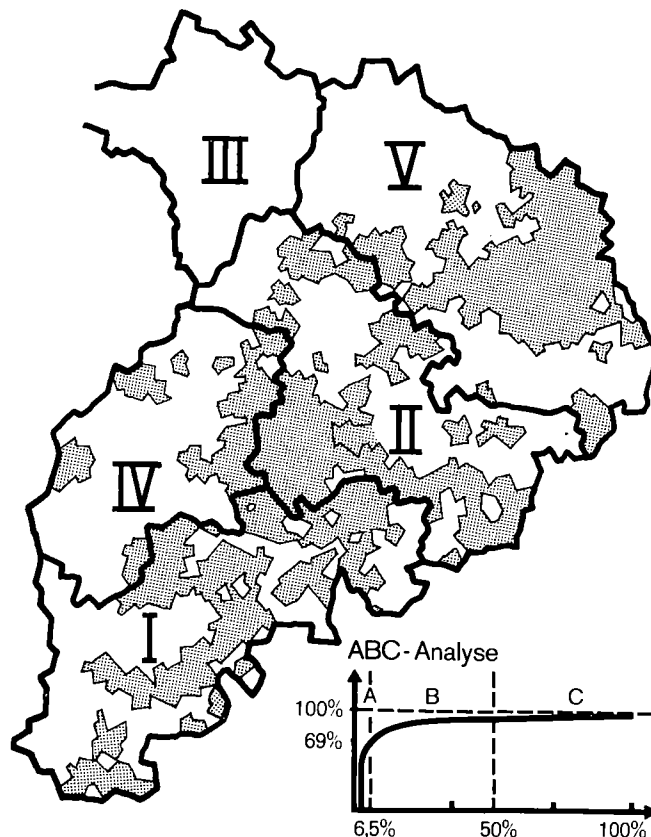 III
V
II
IV
I
ABC-Analyse
A B C
100%
69%
6,5% 50% 100%